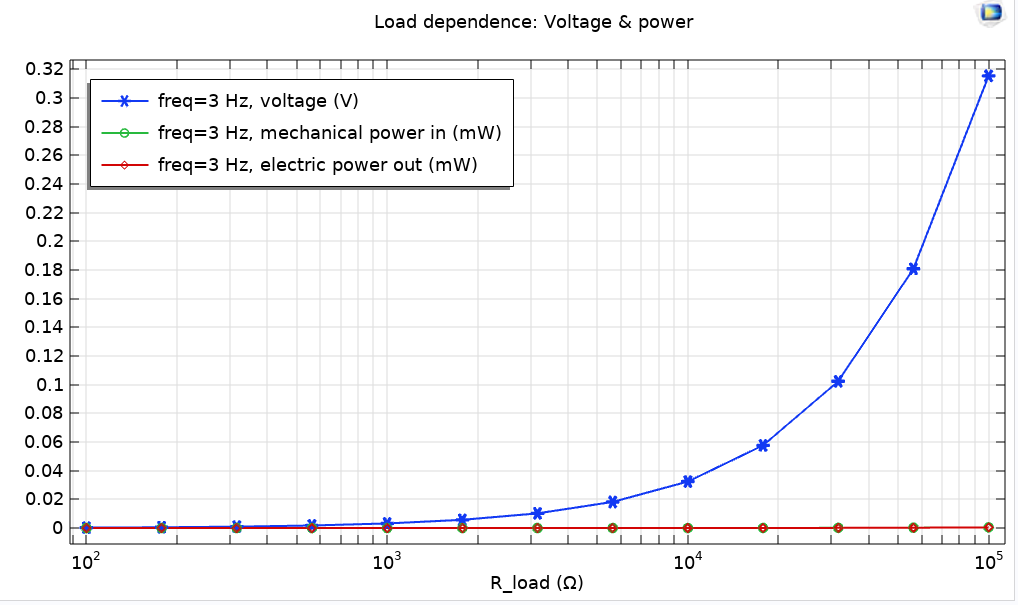 Load dependence: Voltage & power
freq=3 Hz, voltage (V)
freq=3 Hz, mechanical power in (mW)
freq=3 Hz, electric power out (mW)
0.32
0.3
0.28
0.26
0.24
0.22
0.2
0.18
0.16
0.14
0.12
0.1
0.08
0.06
0.04
0.02
0
10² 10³ 10⁴ 10⁵
R_load (Ω)